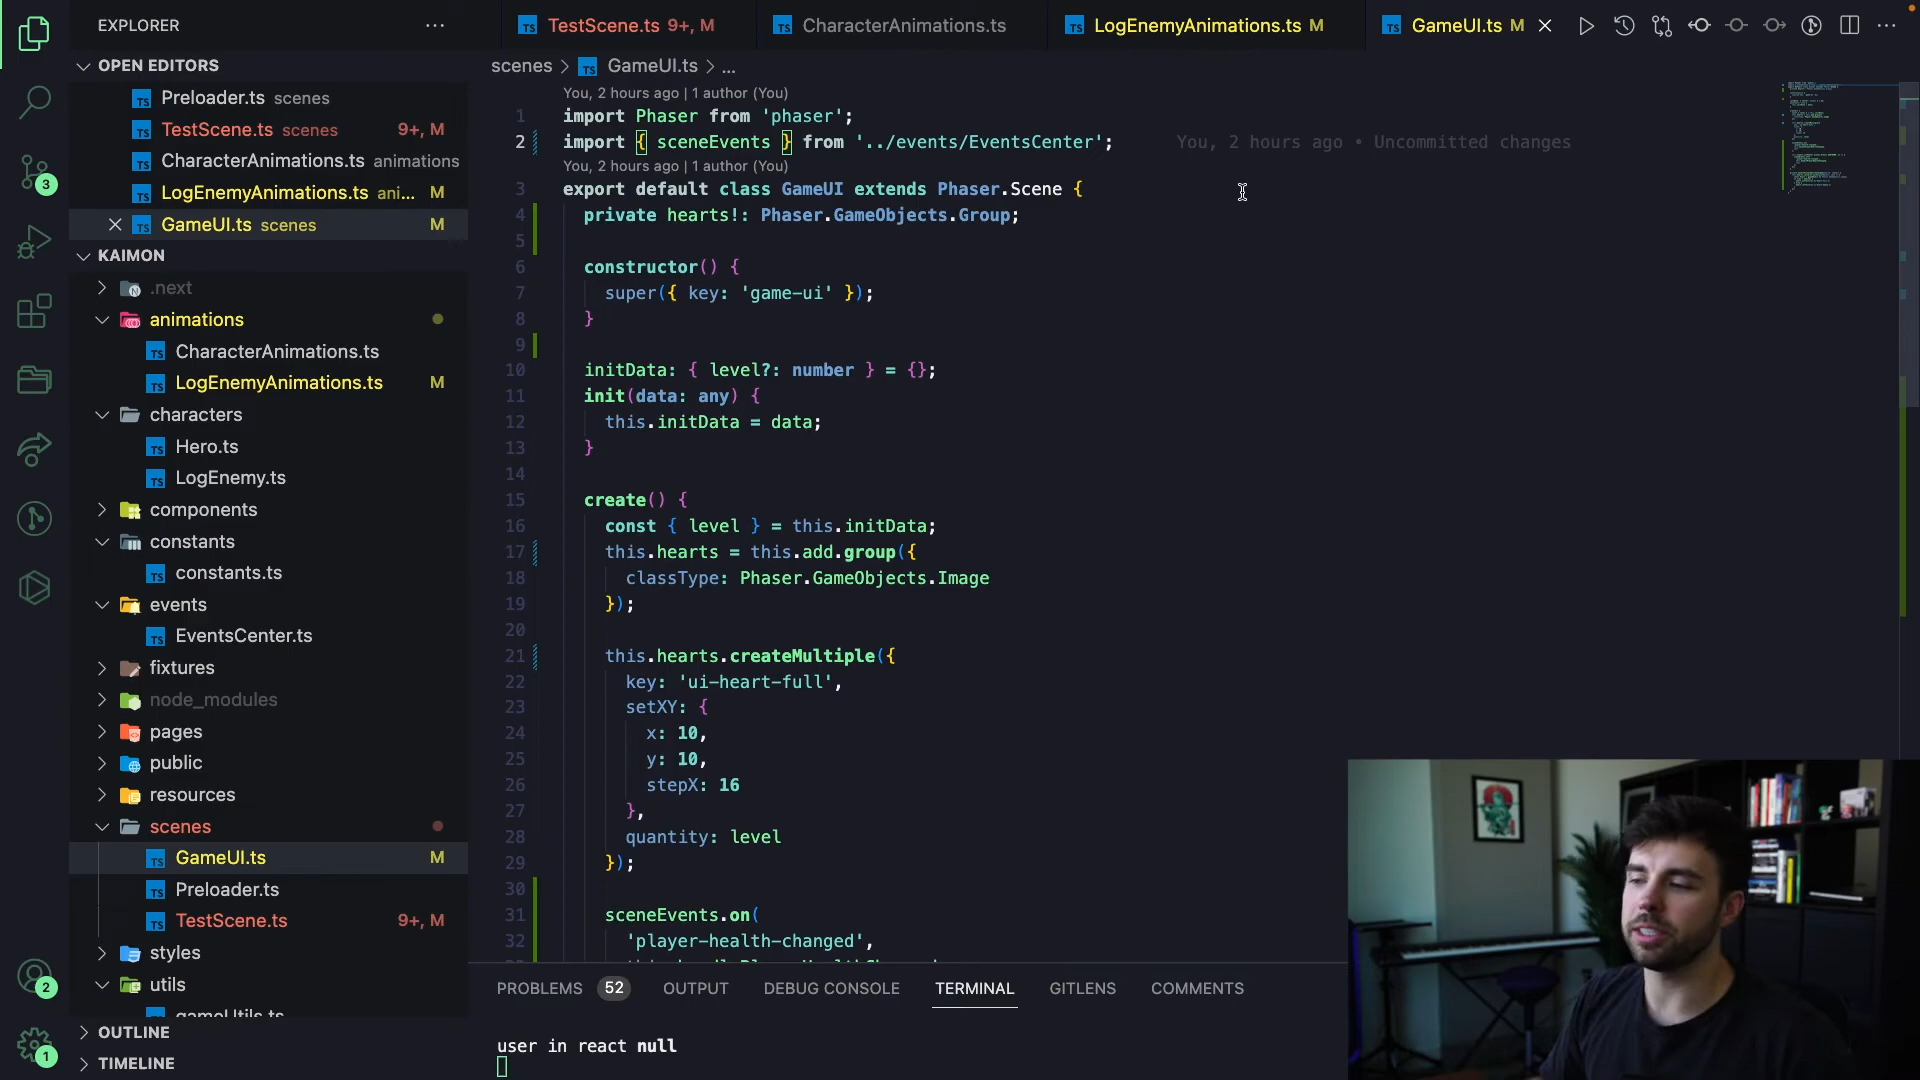 EXPLORER
TestScene.ts 9+, M
CharacterAnimations.ts
LogEnemyAnimations.ts M
GameUI.ts M
OPEN EDITORS
Preloader.ts scenes
TestScene.ts scenes 9+, M
CharacterAnimations.ts animations
LogEnemyAnimations.ts ani... M
GameUI.ts scenes M
KAIMON
.next
animations
CharacterAnimations.ts
LogEnemyAnimations.ts M
characters
Hero.ts
LogEnemy.ts
components
constants
constants.ts
events
EventsCenter.ts
fixtures
node_modules
pages
public
resources
scenes
GameUI.ts M
Preloader.ts
TestScene.ts 9+, M
styles
utils
gameUtils.ts
OUTLINE
TIMELINE
3
2
1
scenes > GameUI.ts > ...
You, 2 hours ago | 1 author (You)
1 import Phaser from 'phaser';
2 import { sceneEvents } from '../events/EventsCenter'; You, 2 hours ago • Uncommitted changes
You, 2 hours ago | 1 author (You)
3 export default class GameUI extends Phaser.Scene {
4 private hearts!: Phaser.GameObjects.Group;
5
6 constructor() {
7 super({ key: 'game-ui' });
8 }
9
10 initData: { level?: number } = {};
11 init(data: any) {
12 this.initData = data;
13 }
14
15 create() {
16 const { level } = this.initData;
17 this.hearts = this.add.group({
18 classType: Phaser.GameObjects.Image
19 });
20
21 this.hearts.createMultiple({
22 key: 'ui-heart-full',
23 setXY: {
24 x: 10,
25 y: 10,
26 stepX: 16
27 },
28 quantity: level
29 });
30
31 sceneEvents.on(
32 'player-health-changed',
PROBLEMS 52 OUTPUT DEBUG CONSOLE TERMINAL GITLENS COMMENTS
user in react null